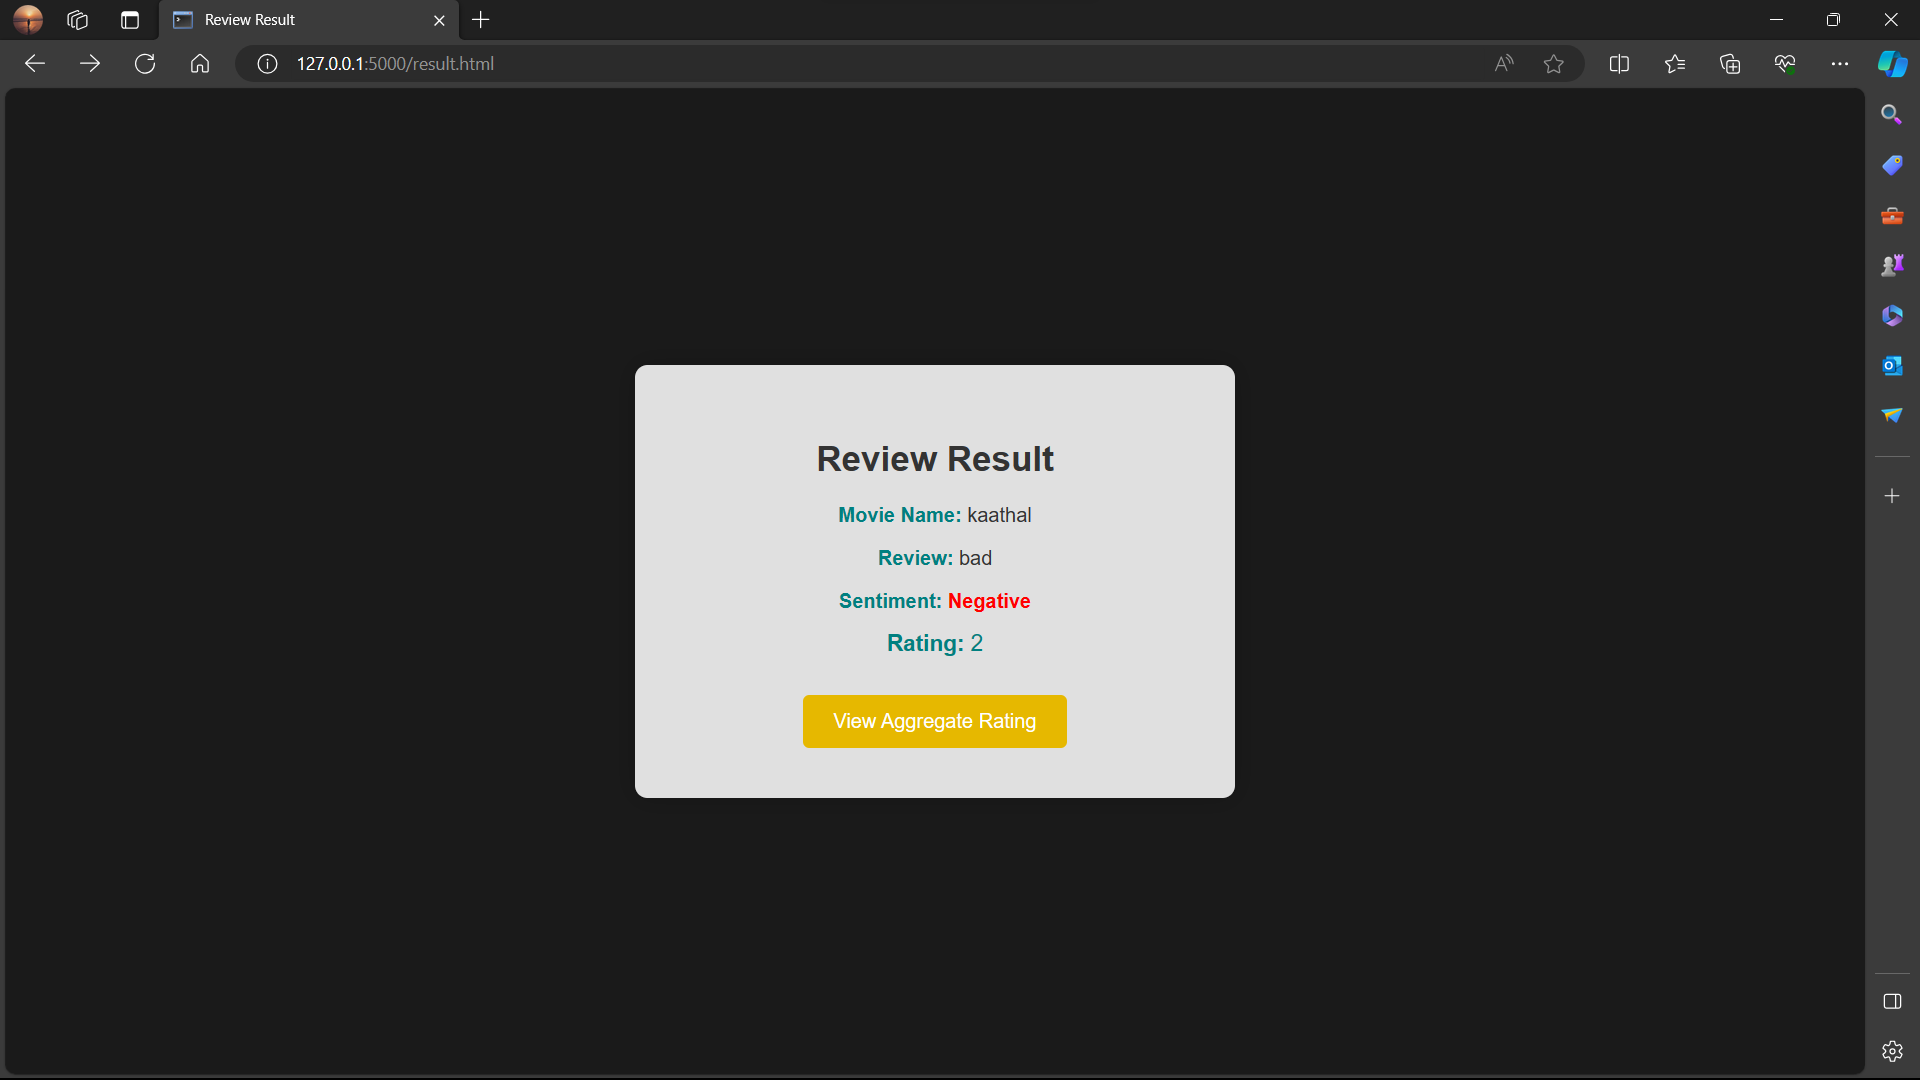 Review Result
127.0.0.1:5000/result.html
Review Result
Movie Name: kaathal
Review: bad
Sentiment: Negative
Rating: 2
View Aggregate Rating